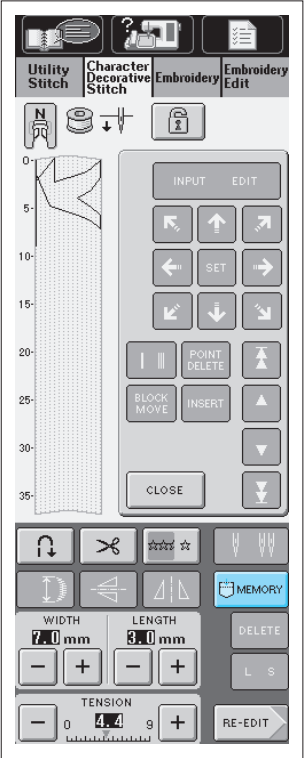 ?
Utility Stitch
Character Decorative Stitch
Embroidery
Embroidery Edit
N
1
0-
5-
10-
15-
20-
25-
30-
35-
INPUT EDIT
SET
POINT DELETE
BLOCK MOVE
INSERT
CLOSE
MEMORY
WIDTH
7.0 mm
LENGTH
3.0 mm
DELETE
L S
− +
− +
TENSION
− 0 4.4 9 +
RE-EDIT